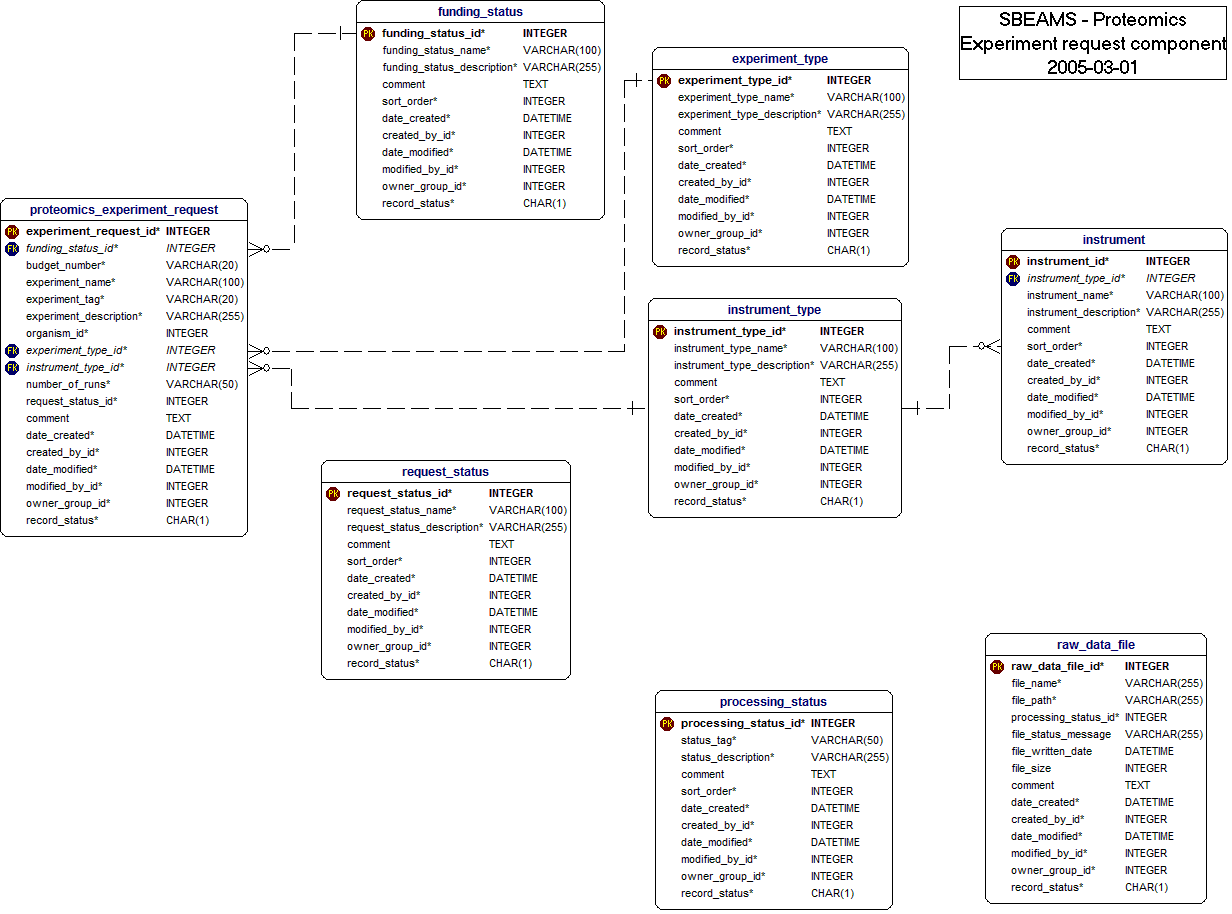 funding_status
PK funding_status_id* INTEGER
funding_status_name* VARCHAR(100)
funding_status_description* VARCHAR(255)
comment TEXT
sort_order* INTEGER
date_created* DATETIME
created_by_id* INTEGER
date_modified* DATETIME
modified_by_id* INTEGER
owner_group_id* INTEGER
record_status* CHAR(1)
SBEAMS - Proteomics
Experiment request component
2005-03-01
experiment_type
PK experiment_type_id* INTEGER
experiment_type_name* VARCHAR(100)
experiment_type_description* VARCHAR(255)
comment TEXT
sort_order* INTEGER
date_created* DATETIME
created_by_id* INTEGER
date_modified* DATETIME
modified_by_id* INTEGER
owner_group_id* INTEGER
record_status* CHAR(1)
proteomics_experiment_request
PK experiment_request_id* INTEGER
FK funding_status_id* INTEGER
budget_number* VARCHAR(20)
experiment_name* VARCHAR(100)
experiment_tag* VARCHAR(20)
experiment_description* VARCHAR(255)
organism_id* INTEGER
FK experiment_type_id* INTEGER
FK instrument_type_id* INTEGER
number_of_runs* VARCHAR(50)
request_status_id* INTEGER
comment TEXT
date_created* DATETIME
created_by_id* INTEGER
date_modified* DATETIME
modified_by_id* INTEGER
owner_group_id* INTEGER
record_status* CHAR(1)
instrument
PK instrument_id* INTEGER
FK instrument_type_id* INTEGER
instrument_name* VARCHAR(100)
instrument_description* VARCHAR(255)
comment TEXT
sort_order* INTEGER
date_created* DATETIME
created_by_id* INTEGER
date_modified* DATETIME
modified_by_id* INTEGER
owner_group_id* INTEGER
record_status* CHAR(1)
instrument_type
PK instrument_type_id* INTEGER
instrument_type_name* VARCHAR(100)
instrument_type_description* VARCHAR(255)
comment TEXT
sort_order* INTEGER
date_created* DATETIME
created_by_id* INTEGER
date_modified* DATETIME
modified_by_id* INTEGER
owner_group_id* INTEGER
record_status* CHAR(1)
request_status
PK request_status_id* INTEGER
request_status_name* VARCHAR(100)
request_status_description* VARCHAR(255)
comment TEXT
sort_order* INTEGER
date_created* DATETIME
created_by_id* INTEGER
date_modified* DATETIME
modified_by_id* INTEGER
owner_group_id* INTEGER
record_status* CHAR(1)
processing_status
PK processing_status_id* INTEGER
status_tag* VARCHAR(50)
status_description* VARCHAR(255)
comment TEXT
sort_order* INTEGER
date_created* DATETIME
created_by_id* INTEGER
date_modified* DATETIME
modified_by_id* INTEGER
owner_group_id* INTEGER
record_status* CHAR(1)
raw_data_file
PK raw_data_file_id* INTEGER
file_name* VARCHAR(255)
file_path* VARCHAR(255)
processing_status_id* INTEGER
file_status_message VARCHAR(255)
file_written_date DATETIME
file_size INTEGER
comment TEXT
date_created* DATETIME
created_by_id* INTEGER
date_modified* DATETIME
modified_by_id* INTEGER
owner_group_id* INTEGER
record_status* CHAR(1)